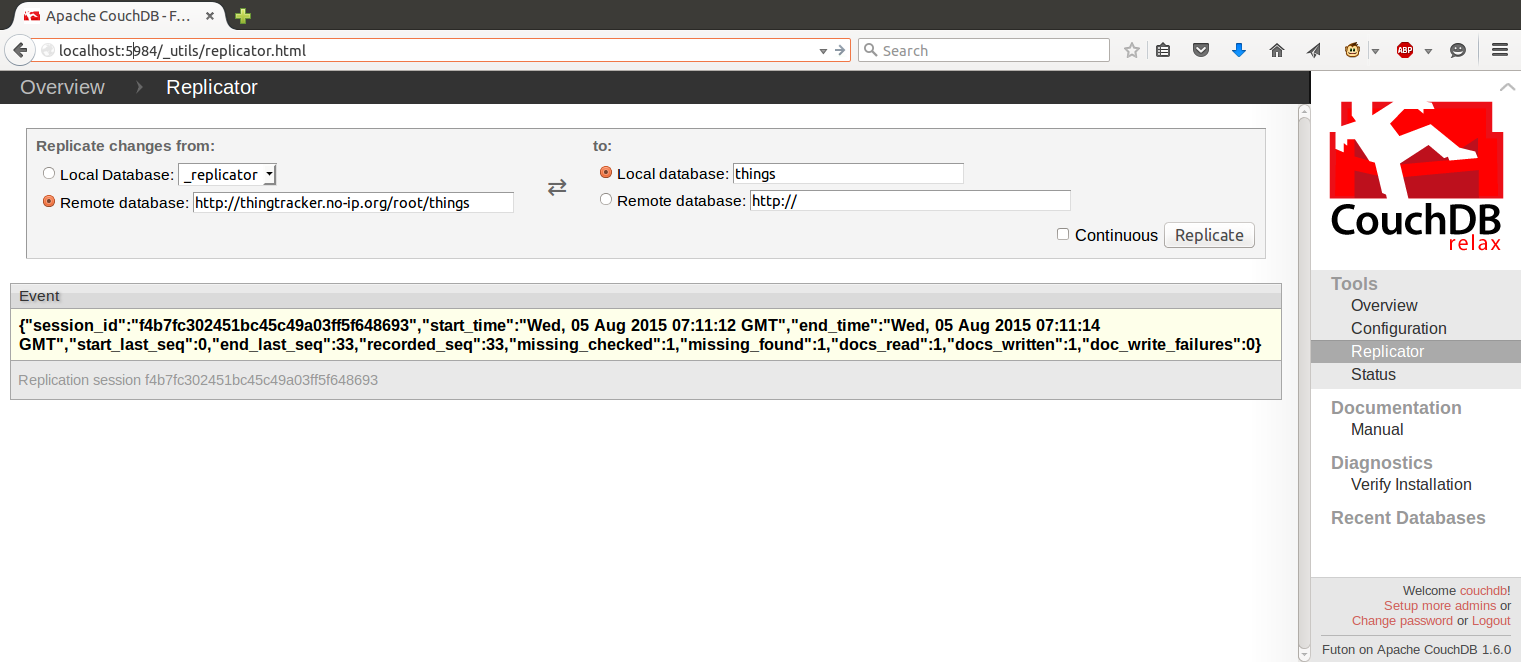 Apache CouchDB - F...
localhost:5984/_utils/replicator.html
Search
ABP
Overview
Replicator
Replicate changes from:
Local Database: _replicator
Remote database: http://thingtracker.no-ip.org/root/things
to:
Local database: things
Remote database: http://
Continuous
Replicate
Event
{"session_id":"f4b7fc302451bc45c49a03ff5f648693","start_time":"Wed, 05 Aug 2015 07:11:12 GMT","end_time":"Wed, 05 Aug 2015 07:11:14
GMT","start_last_seq":0,"end_last_seq":33,"recorded_seq":33,"missing_checked":1,"missing_found":1,"docs_read":1,"docs_written":1,"doc_write_failures":0}
Replication session f4b7fc302451bc45c49a03ff5f648693
CouchDB
relax
Tools
Overview
Configuration
Replicator
Status
Documentation
Manual
Diagnostics
Verify Installation
Recent Databases
Welcome couchdb!
Setup more admins or
Change password or Logout
Futon on Apache CouchDB 1.6.0